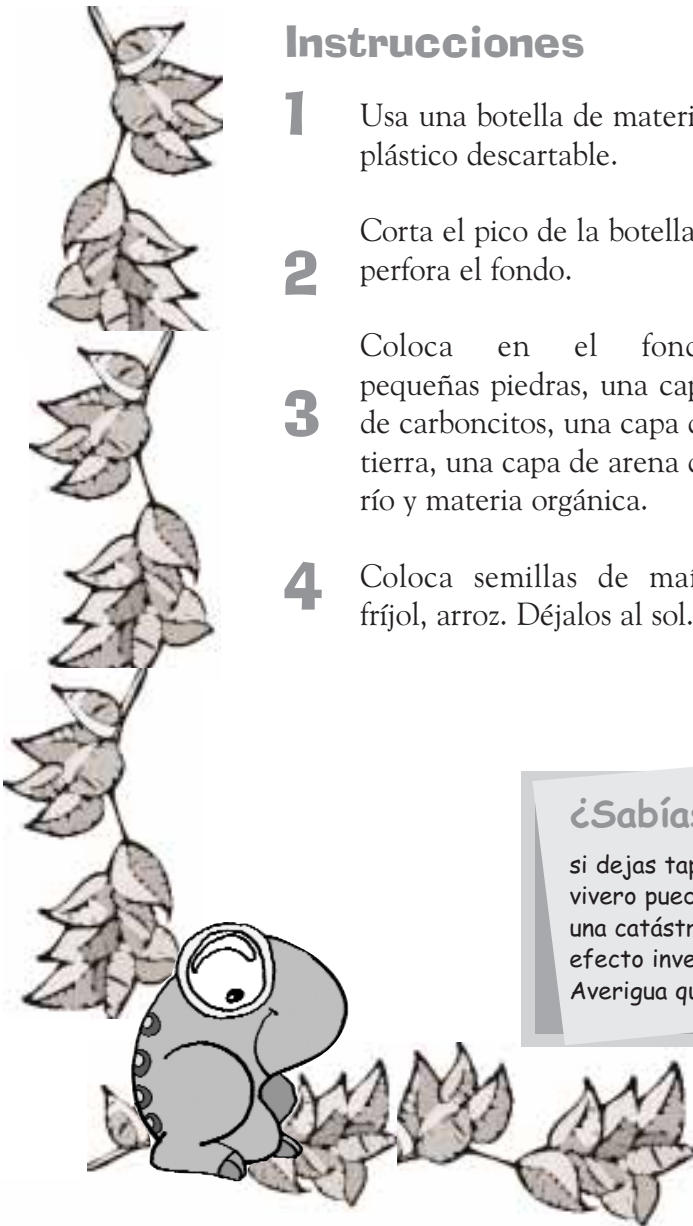 Instrucciones
1 Usa una botella de materi
plástico descartable.
Corta el pico de la botella
2 perfora el fondo.
Coloca en el fond
pequeñas piedras, una cap
3 de carboncitos, una capa d
tierra, una capa de arena d
río y materia orgánica.
4 Coloca semillas de maí
fríjol, arroz. Déjalos al sol.
¿Sabías
si dejas tap
vivero pued
una catástr
efecto inve
Averigua qu